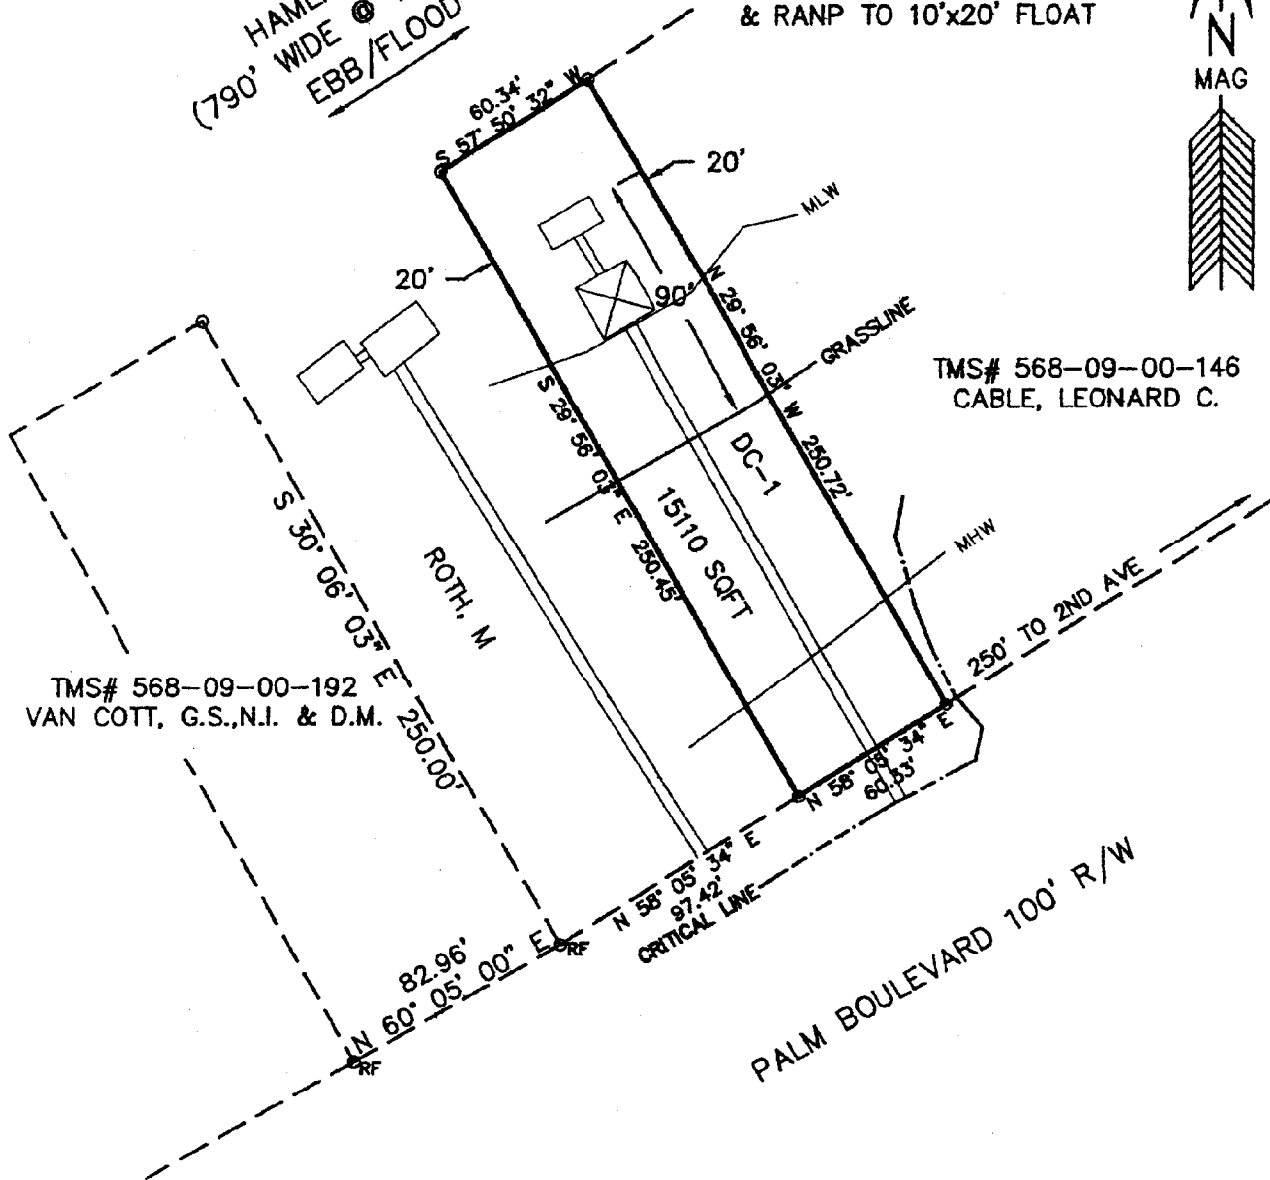 (790' WIDE @
EBB/FLOOD
& RANP TO 10'x20' FLOAT
N
MAG
60.34'
S 57° 50' 32" W
20'
MLW
20'
90'
N 29° 56' 03" W 250.72'
GRASSLINE
TMS# 568-09-00-146
CABLE, LEONARD C.
S 29° 56' 03" E 250.45'
DC-1
15110 SQFT
MHW
S 30° 06' 03" E 250.00'
ROTH, M
250' TO 2ND AVE
TMS# 568-09-00-192
VAN COTT, G.S.,N.I. & D.M.
N 58° 05' 34" E
60.33'
N 58° 05' 34" E
97.42'
CRITICAL LINE
RF
82.96'
N 60° 05' 00" E
RF
PALM BOULEVARD 100' R/W